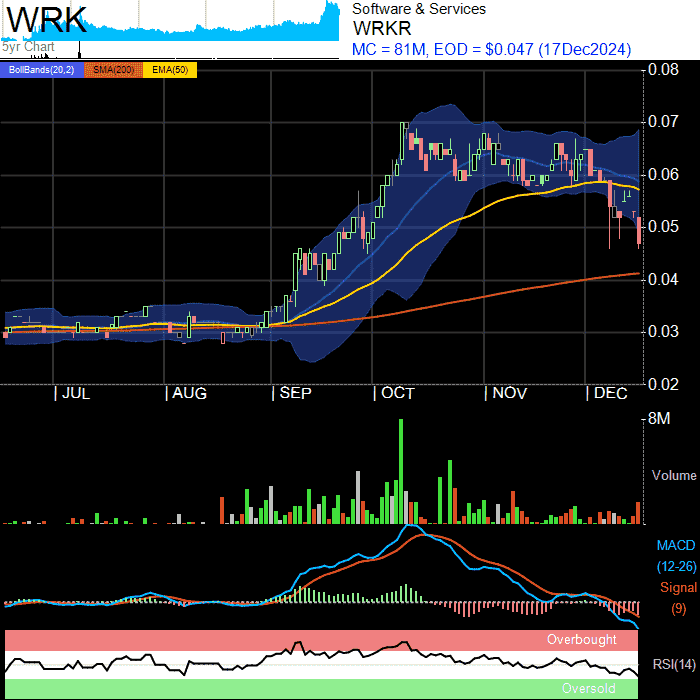 WRK
5yr Chart
Software & Services
WRKR
MC = 81M, EOD = $0.047 (17Dec2024)
BollBands(20,2) SMA(200) EMA(50)
0.08
0.07
0.06
0.05
0.04
0.03
0.02
JUL AUG SEP OCT NOV DEC
8M
Volume
MACD
(12-26)
Signal
(9)
Overbought
RSI(14)
Oversold